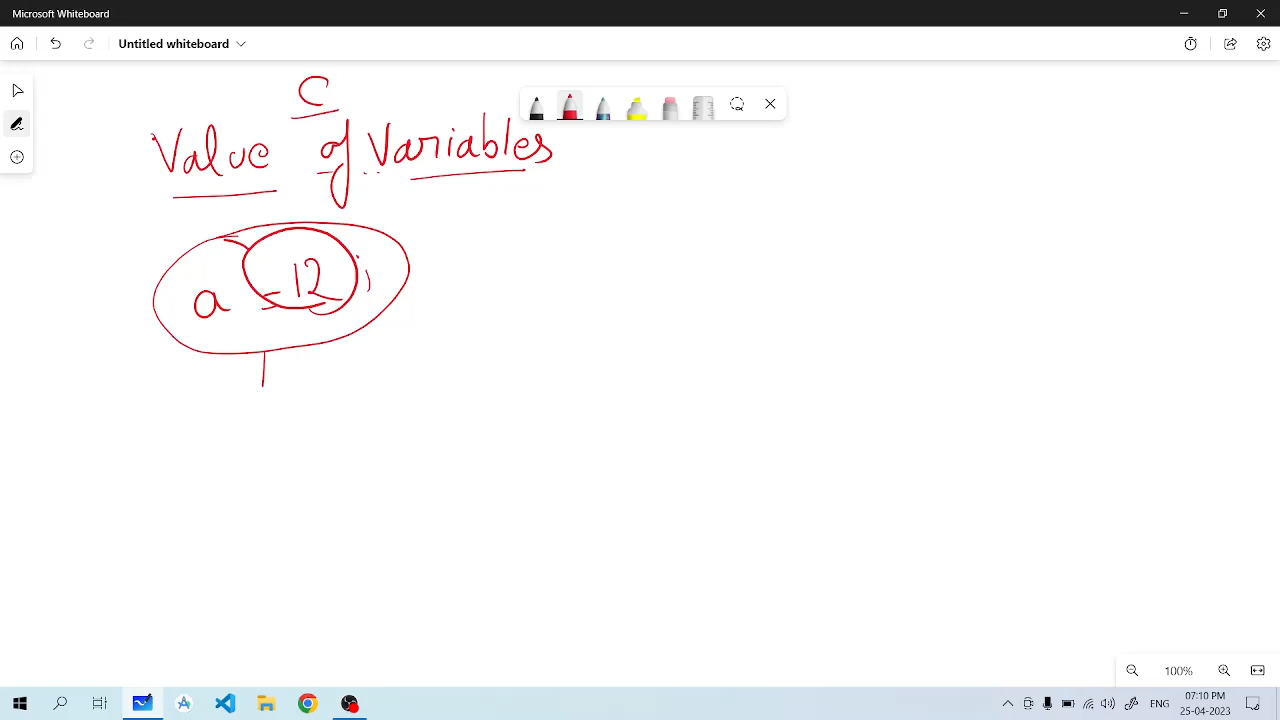 Microsoft Whiteboard
Untitled whiteboard
C
Value of Variables
a = 12 ;
100%
ENG
07:10 PM
25-04-2023